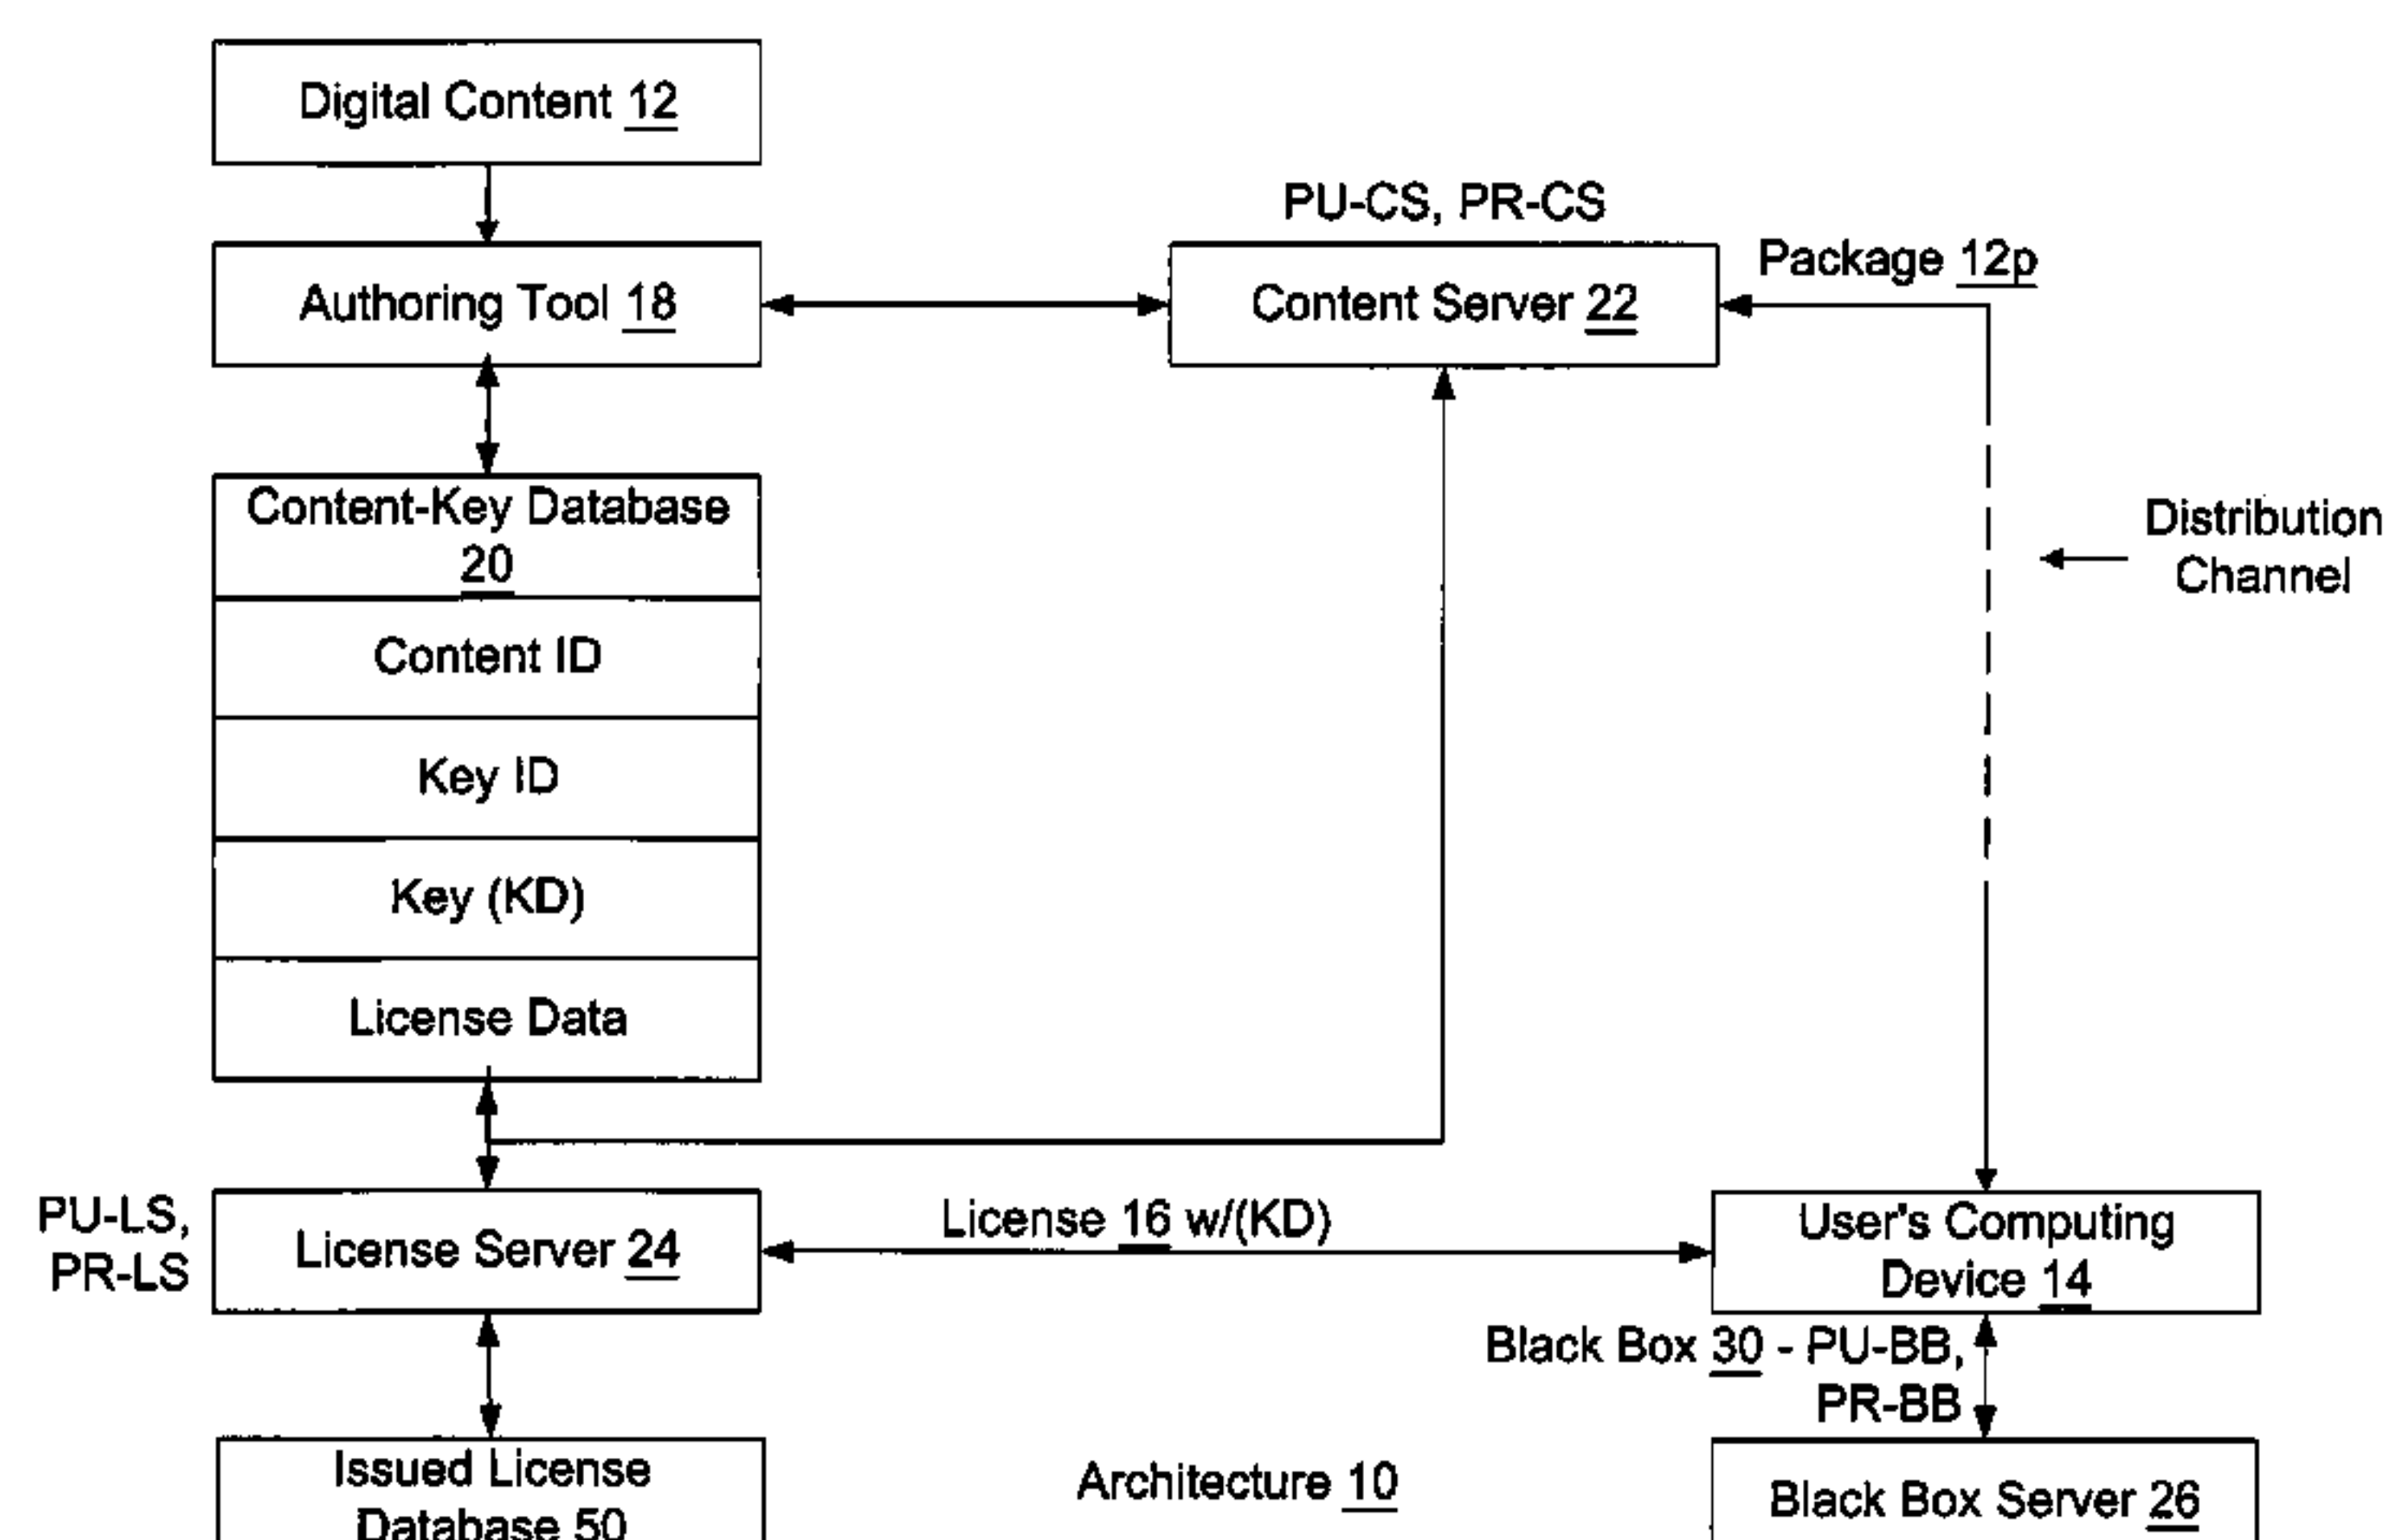 Digital Content 12
PU-CS, PR-CS
Authoring Tool 18
Content Server 22
Package 12p
Content-Key Database
20
Distribution
Channel
Content ID
Key ID
Key (KD)
License Data
PU-LS,
PR-LS
License Server 24
License 16 w/(KD)
User's Computing
Device 14
Black Box 30 - PU-BB,
PR-BB
Issued License
Database 50
Architecture 10
Black Box Server 26